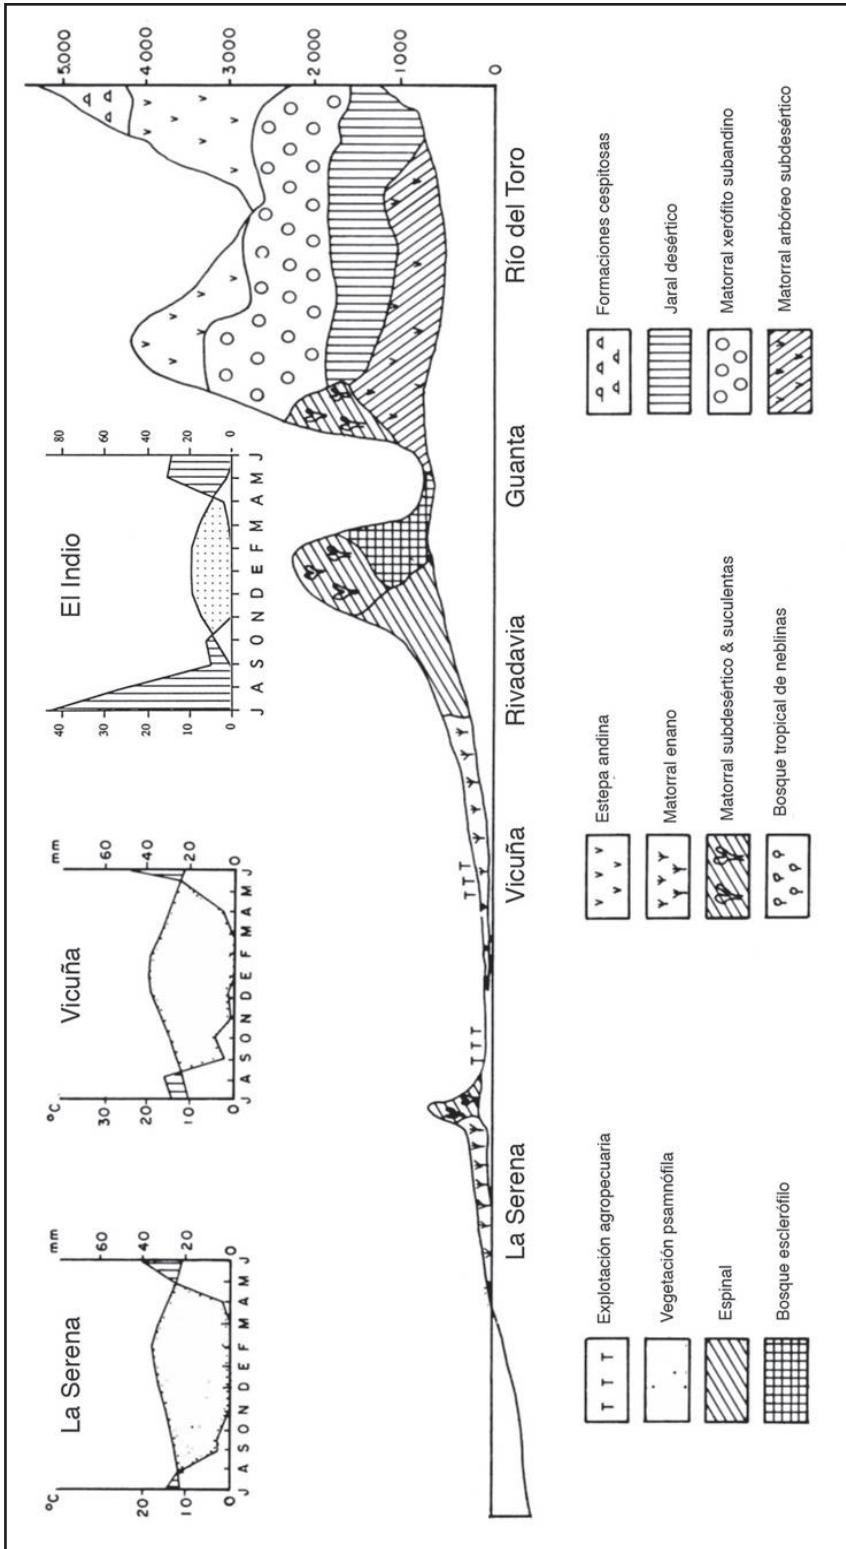 La Serena
°C
mm
20
10
0
60
40
20
0
J A S O N D E F M A M J
Vicuña
°C
mm
30
20
10
0
60
40
20
0
J A S O N D E F M A M J
El Indio
40
30
20
10
0
80
60
40
20
0
J A S O N D E F M A M J
5000
4000
3000
2000
1000
0
T T T
T T T
La Serena
Vicuña
Rivadavia
Guanta
Río del Toro
T T T
Explotación agropecuaria
Vegetación psamnófila
Espinal
Bosque esclerófilo
Estepa andina
Matorral enano
Matorral subdesértico & suculentas
Bosque tropical de neblinas
Formaciones cespitosas
Jaral desértico
Matorral xerófito subandino
Matorral arbóreo subdesértico